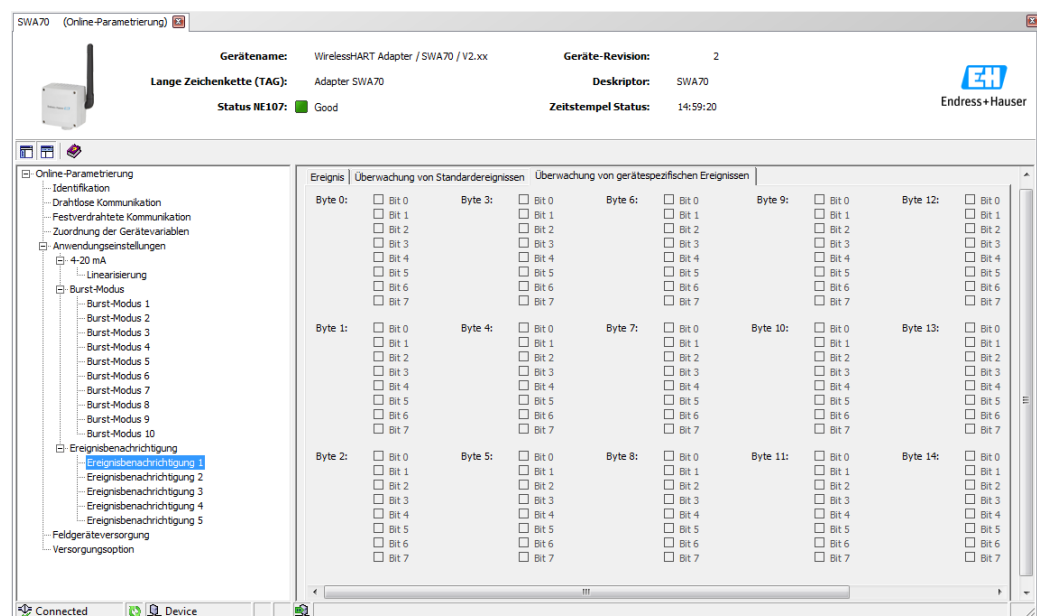 SWA70 (Online-Parametrierung)
Gerätename: WirelessHART Adapter / SWA70 / V2.xx Geräte-Revision: 2
Lange Zeichenkette (TAG): Adapter SWA70 Deskriptor: SWA70
Status NE107: Good Zeitstempel Status: 14:59:20
EH
Endress+Hauser
Online-Parametrierung
Identifikation
Drahtlose Kommunikation
Festverdrahtete Kommunikation
Zuordnung der Gerätevariablen
Anwendungseinstellungen
4-20 mA
Linearisierung
Burst-Modus
Burst-Modus 1
Burst-Modus 2
Burst-Modus 3
Burst-Modus 4
Burst-Modus 5
Burst-Modus 6
Burst-Modus 7
Burst-Modus 8
Burst-Modus 9
Burst-Modus 10
Ereignisbenachrichtigung
Ereignisbenachrichtigung 1
Ereignisbenachrichtigung 2
Ereignisbenachrichtigung 3
Ereignisbenachrichtigung 4
Ereignisbenachrichtigung 5
Feldgeräteversorgung
Versorgungsoption
Ereignis Überwachung von Standardereignissen Überwachung von gerätespezifischen Ereignissen
Byte 0: Bit 0 Byte 3: Bit 0 Byte 6: Bit 0 Byte 9: Bit 0 Byte 12: Bit 0
Bit 1 Bit 1 Bit 1 Bit 1 Bit 1
Bit 2 Bit 2 Bit 2 Bit 2 Bit 2
Bit 3 Bit 3 Bit 3 Bit 3 Bit 3
Bit 4 Bit 4 Bit 4 Bit 4 Bit 4
Bit 5 Bit 5 Bit 5 Bit 5 Bit 5
Bit 6 Bit 6 Bit 6 Bit 6 Bit 6
Bit 7 Bit 7 Bit 7 Bit 7 Bit 7
Byte 1: Bit 0 Byte 4: Bit 0 Byte 7: Bit 0 Byte 10: Bit 0 Byte 13: Bit 0
Bit 1 Bit 1 Bit 1 Bit 1 Bit 1
Bit 2 Bit 2 Bit 2 Bit 2 Bit 2
Bit 3 Bit 3 Bit 3 Bit 3 Bit 3
Bit 4 Bit 4 Bit 4 Bit 4 Bit 4
Bit 5 Bit 5 Bit 5 Bit 5 Bit 5
Bit 6 Bit 6 Bit 6 Bit 6 Bit 6
Bit 7 Bit 7 Bit 7 Bit 7 Bit 7
Byte 2: Bit 0 Byte 5: Bit 0 Byte 8: Bit 0 Byte 11: Bit 0 Byte 14: Bit 0
Bit 1 Bit 1 Bit 1 Bit 1 Bit 1
Bit 2 Bit 2 Bit 2 Bit 2 Bit 2
Bit 3 Bit 3 Bit 3 Bit 3 Bit 3
Bit 4 Bit 4 Bit 4 Bit 4 Bit 4
Bit 5 Bit 5 Bit 5 Bit 5 Bit 5
Bit 6 Bit 6 Bit 6 Bit 6 Bit 6
Bit 7 Bit 7 Bit 7 Bit 7 Bit 7
Connected Device